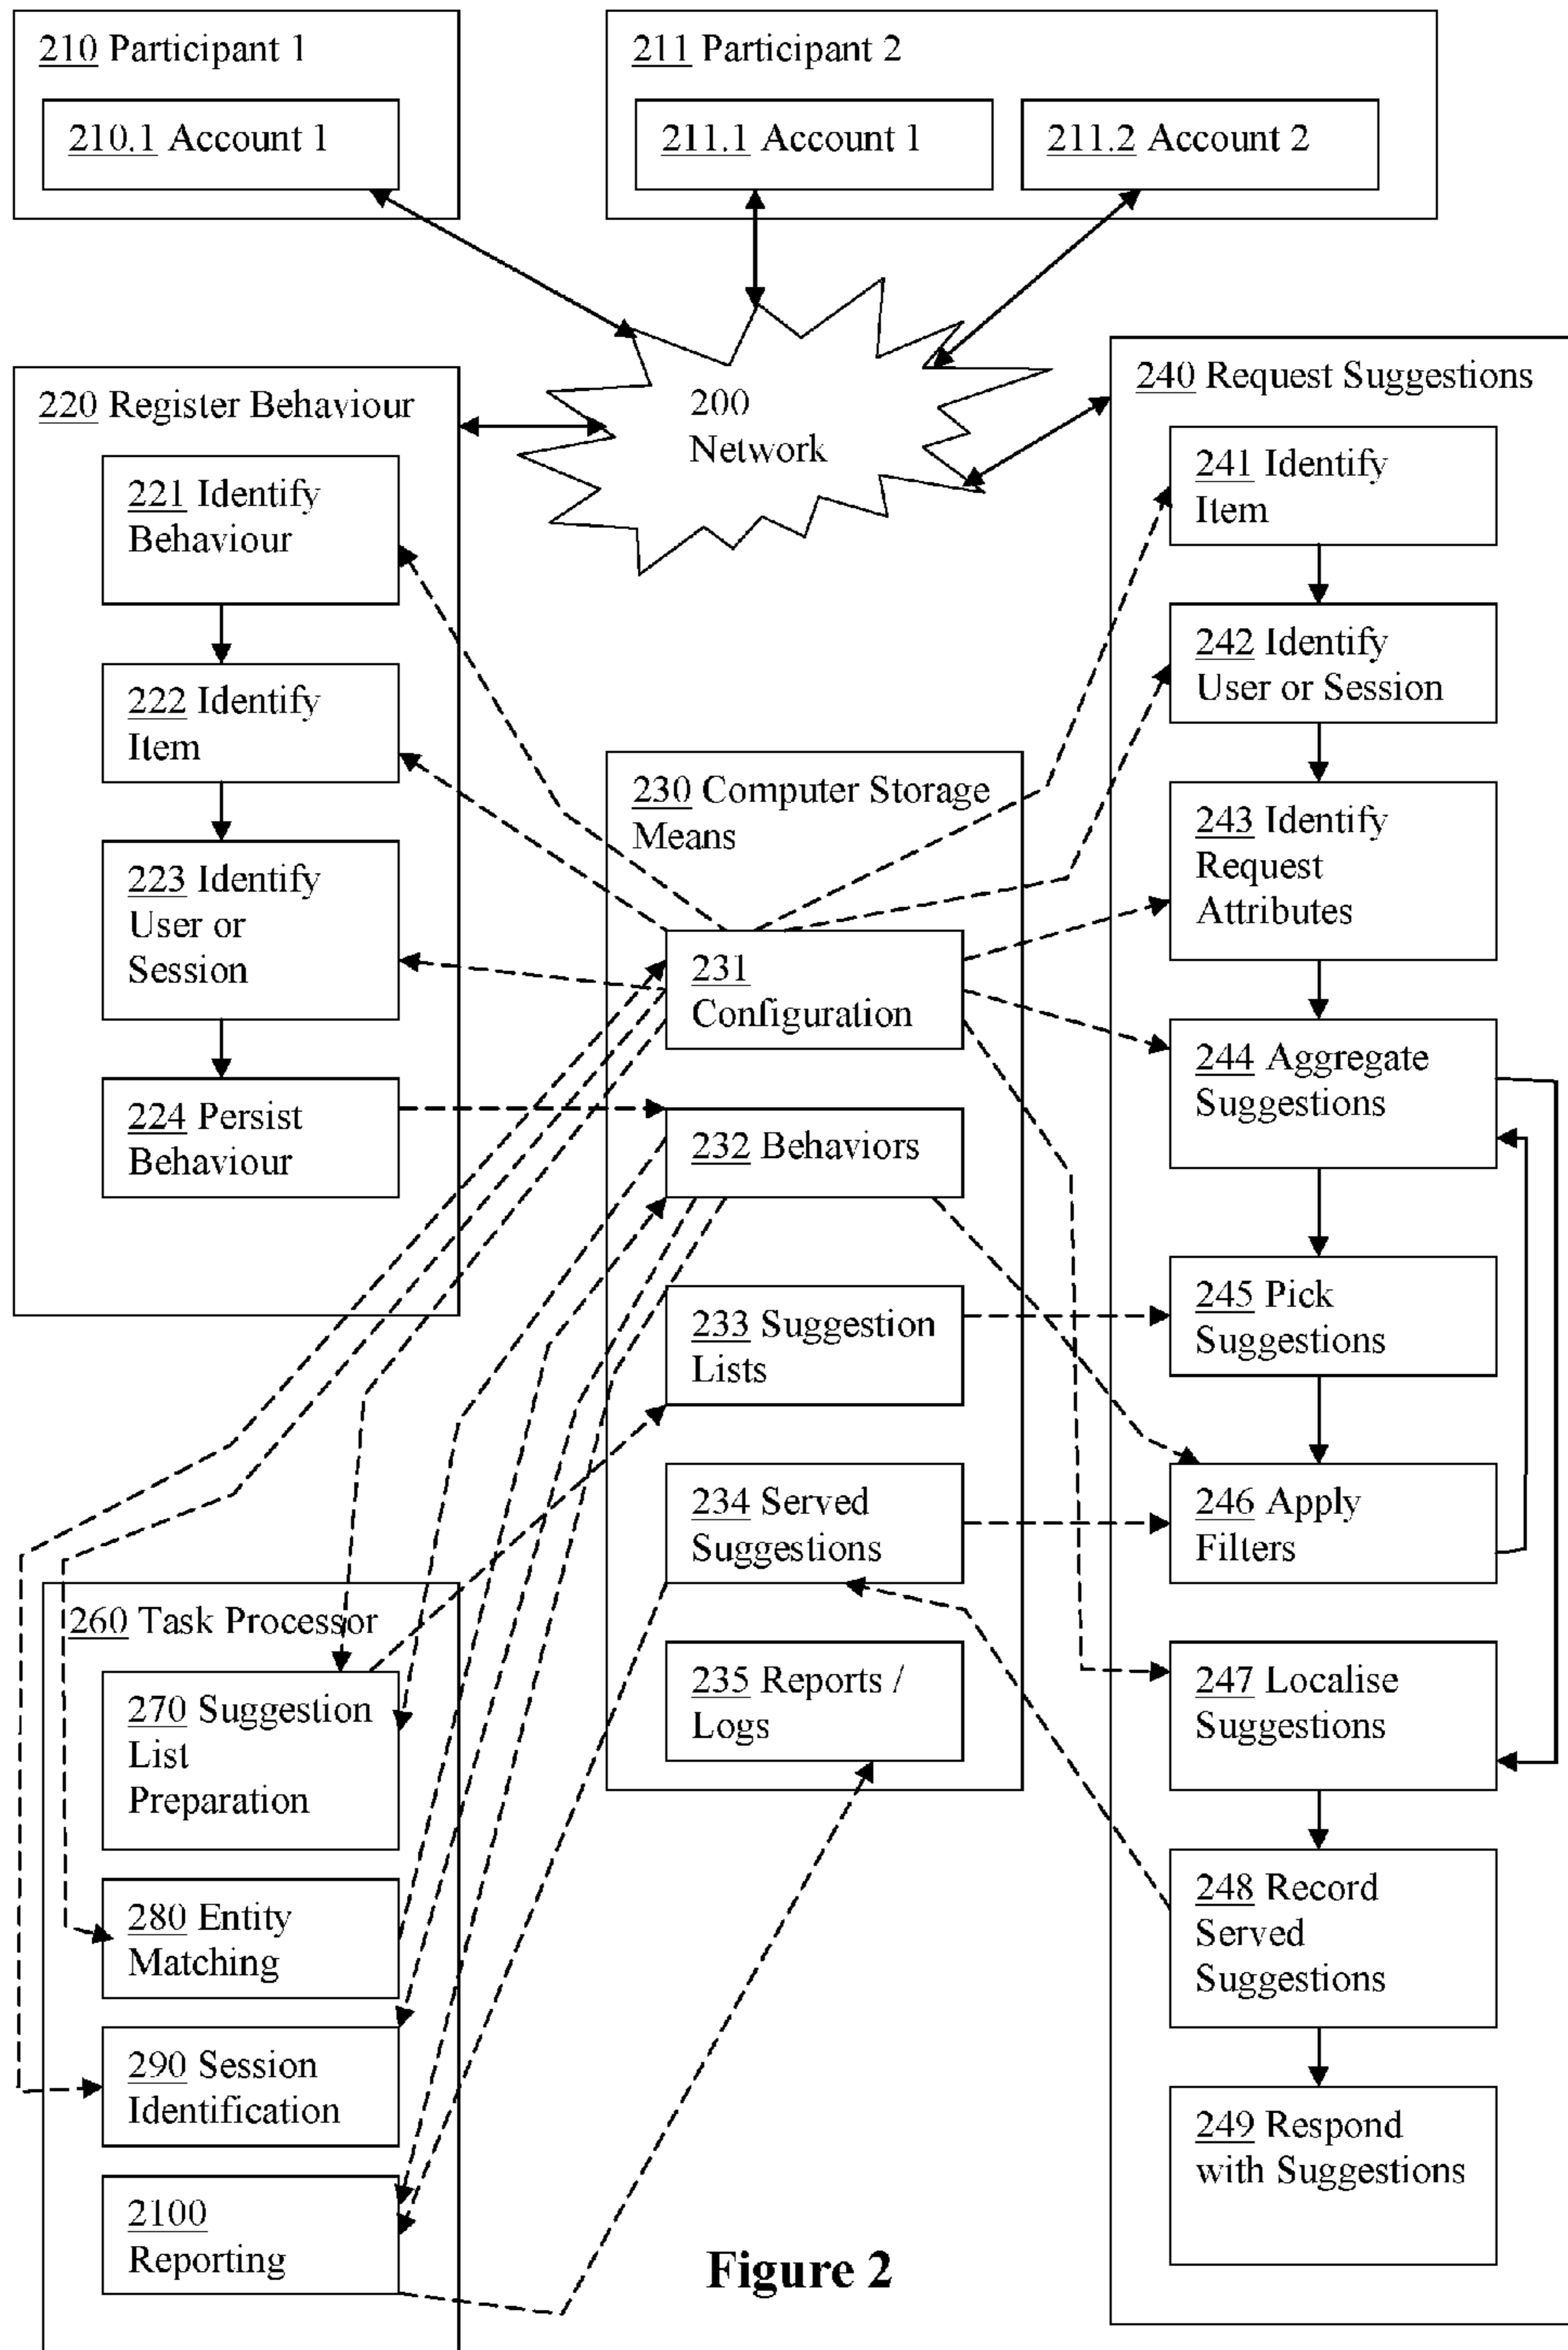 210 Participant 1
210.1 Account 1
211 Participant 2
211.1 Account 1
211.2 Account 2
200
Network
220 Register Behaviour
221 Identify
Behaviour
222 Identify
Item
223 Identify
User or
Session
224 Persist
Behaviour
230 Computer Storage
Means
231
Configuration
232 Behaviors
233 Suggestion
Lists
234 Served
Suggestions
235 Reports /
Logs
240 Request Suggestions
241 Identify
Item
242 Identify
User or Session
243 Identify
Request
Attributes
244 Aggregate
Suggestions
245 Pick
Suggestions
246 Apply
Filters
247 Localise
Suggestions
248 Record
Served
Suggestions
249 Respond
with Suggestions
260 Task Processor
270 Suggestion
List
Preparation
280 Entity
Matching
290 Session
Identification
2100
Reporting
Figure 2